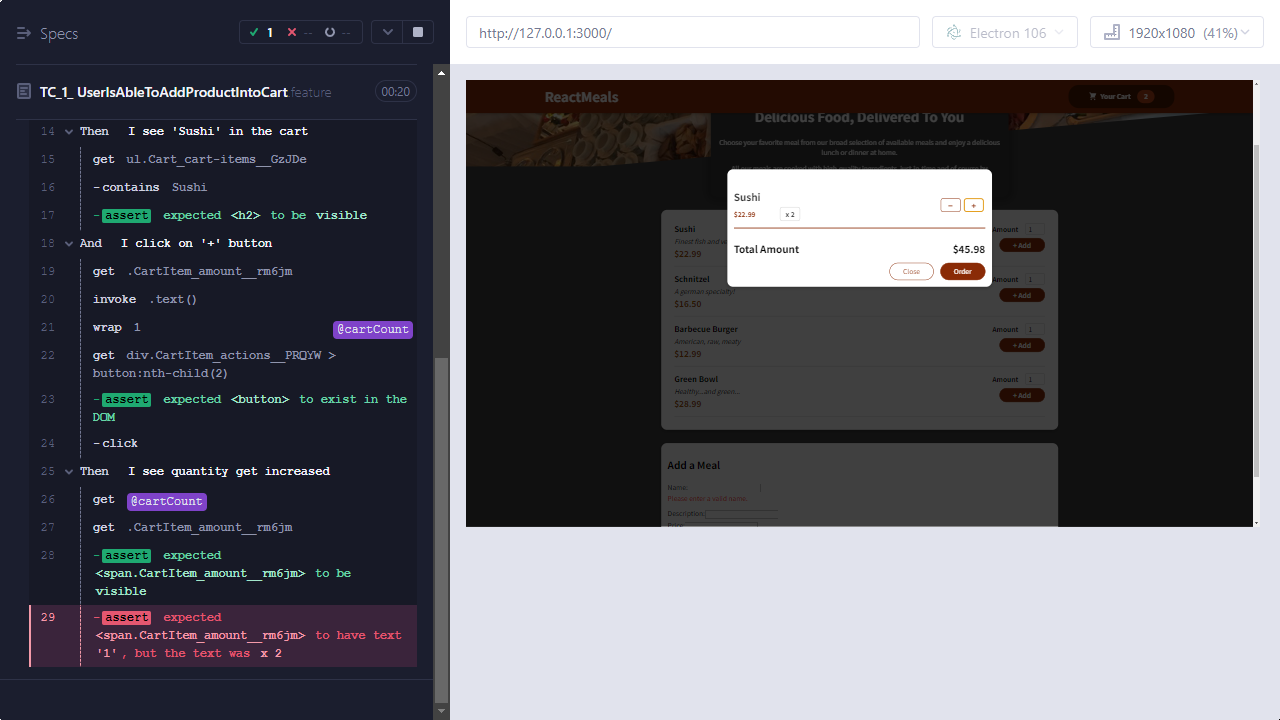 Specs
1
--
--
TC_1_ UserIsAbleToAddProductIntoCart.feature
00:20
14 Then I see 'Sushi' in the cart
15 get ul.Cart_cart-items__GzJDe
16 -contains Sushi
17 -assert expected <h2> to be visible
18 And I click on '+' button
19 get .CartItem_amount__rm6jm
20 invoke .text()
21 wrap 1 @cartCount
22 get div.CartItem_actions__PRQYW >
button:nth-child(2)
23 -assert expected <button> to exist in the
DOM
24 -click
25 Then I see quantity get increased
26 get @cartCount
27 get .CartItem_amount__rm6jm
28 -assert expected
<span.CartItem_amount__rm6jm> to be
visible
29 -assert expected
<span.CartItem_amount__rm6jm> to have text
'1', but the text was x 2
http://127.0.0.1:3000/
Electron 106
1920x1080 (41%)
ReactMeals
Your Cart 2
Delicious Food, Delivered To You
Choose your favorite meal from our broad selection of available meals and enjoy a delicious
lunch or dinner at home.
Sushi
$22.99 x 2
− +
Total Amount $45.98
Close Order
Sushi
Finest fish and
$22.99
Amount 1
+ Add
Schnitzel
A german specialty!
$16.50
Amount 1
+ Add
Barbecue Burger
American, raw, meaty
$12.99
Amount 1
+ Add
Green Bowl
Healthy...and green...
$28.99
Amount 1
+ Add
Add a Meal
Name:
Please enter a valid name.
Description:
Price